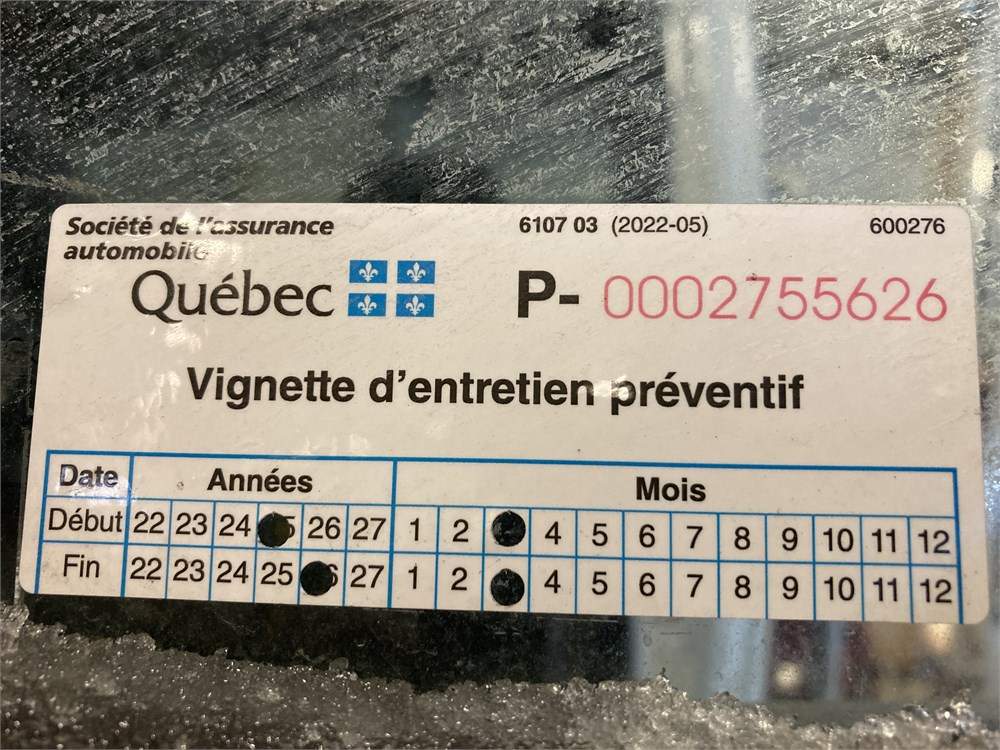 Société de l'assurance 6107 03 (2022-05) 600276
automobile
Québec P- 0002755626
Vignette d'entretien préventif
Date Années Mois
Début 22 23 24 26 27 1 2 4 5 6 7 8 9 10 11 12
Fin 22 23 24 25 27 1 2 4 5 6 7 8 9 10 11 12